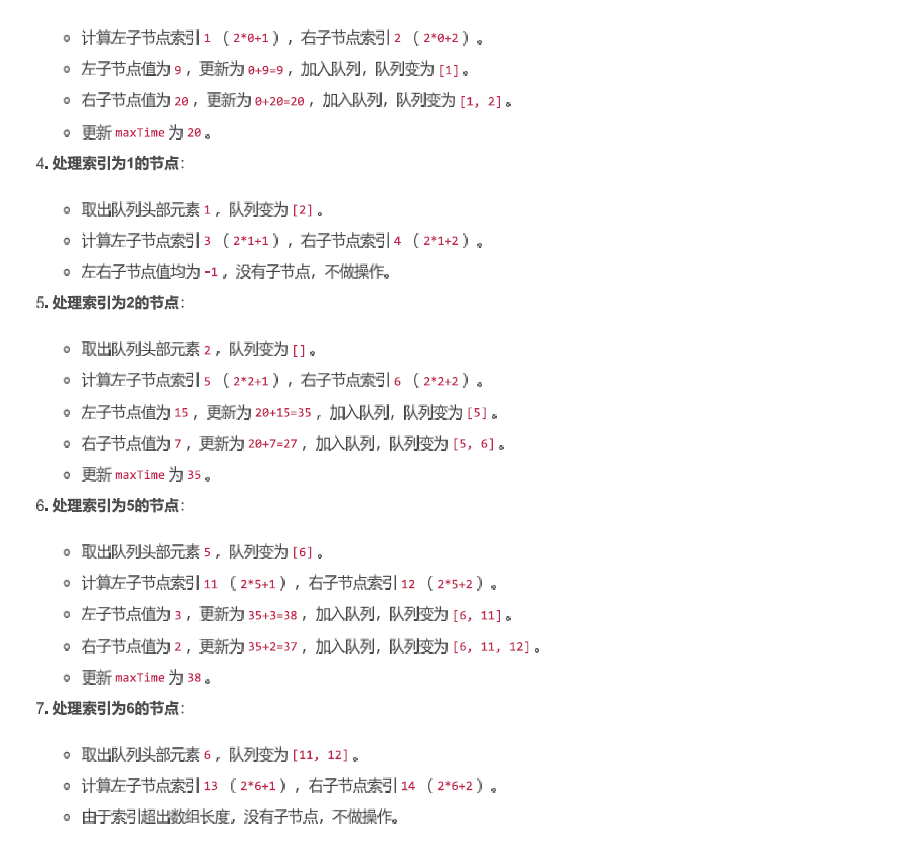 计算左子节点索引 1 （ 2*0+1 ），右子节点索引 2 （ 2*0+2 ）。
左子节点值为 9 ，更新为 0+9=9 ，加入队列，队列变为 [1] 。
右子节点值为 20 ，更新为 0+20=20 ，加入队列，队列变为 [1, 2] 。
更新 maxTime 为 20 。
4. 处理索引为1的节点：
取出队列头部元素 1 ，队列变为 [2] 。
计算左子节点索引 3 （ 2*1+1 ），右子节点索引 4 （ 2*1+2 ）。
左右子节点值均为 -1 ，没有子节点，不做操作。
5. 处理索引为2的节点：
取出队列头部元素 2 ，队列变为 [] 。
计算左子节点索引 5 （ 2*2+1 ），右子节点索引 6 （ 2*2+2 ）。
左子节点值为 15 ，更新为 20+15=35 ，加入队列，队列变为 [5] 。
右子节点值为 7 ，更新为 20+7=27 ，加入队列，队列变为 [5, 6] 。
更新 maxTime 为 35 。
6. 处理索引为5的节点：
取出队列头部元素 5 ，队列变为 [6] 。
计算左子节点索引 11 （ 2*5+1 ），右子节点索引 12 （ 2*5+2 ）。
左子节点值为 3 ，更新为 35+3=38 ，加入队列，队列变为 [6, 11] 。
右子节点值为 2 ，更新为 35+2=37 ，加入队列，队列变为 [6, 11, 12] 。
更新 maxTime 为 38 。
7. 处理索引为6的节点：
取出队列头部元素 6 ，队列变为 [11, 12] 。
计算左子节点索引 13 （ 2*6+1 ），右子节点索引 14 （ 2*6+2 ）。
由于索引超出数组长度，没有子节点，不做操作。